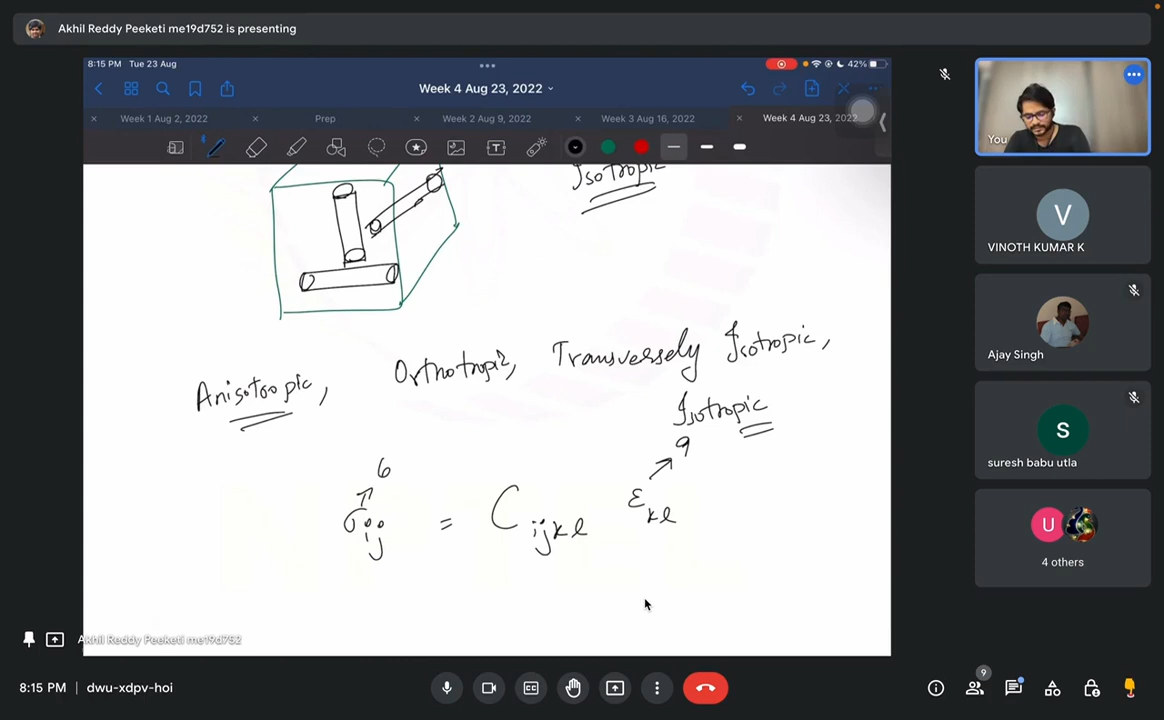 Akhil Reddy Peeketi me19d752 is presenting
8:15 PM Tue 23 Aug
42%
Week 4 Aug 23, 2022
Week 1 Aug 2, 2022
Prep
Week 2 Aug 9, 2022
Week 3 Aug 16, 2022
Week 4 Aug 23, 2022
Isotropic
Anisotropic, Orthotropic, Transversely Isotropic,
Isotropic
6 9
σij = Cijkl εkl
Akhil Reddy Peeketi me19d752
You
V
VINOTH KUMAR K
Ajay Singh
S
suresh babu utla
U
4 others
8:15 PM | dwu-xdpv-hoi
9